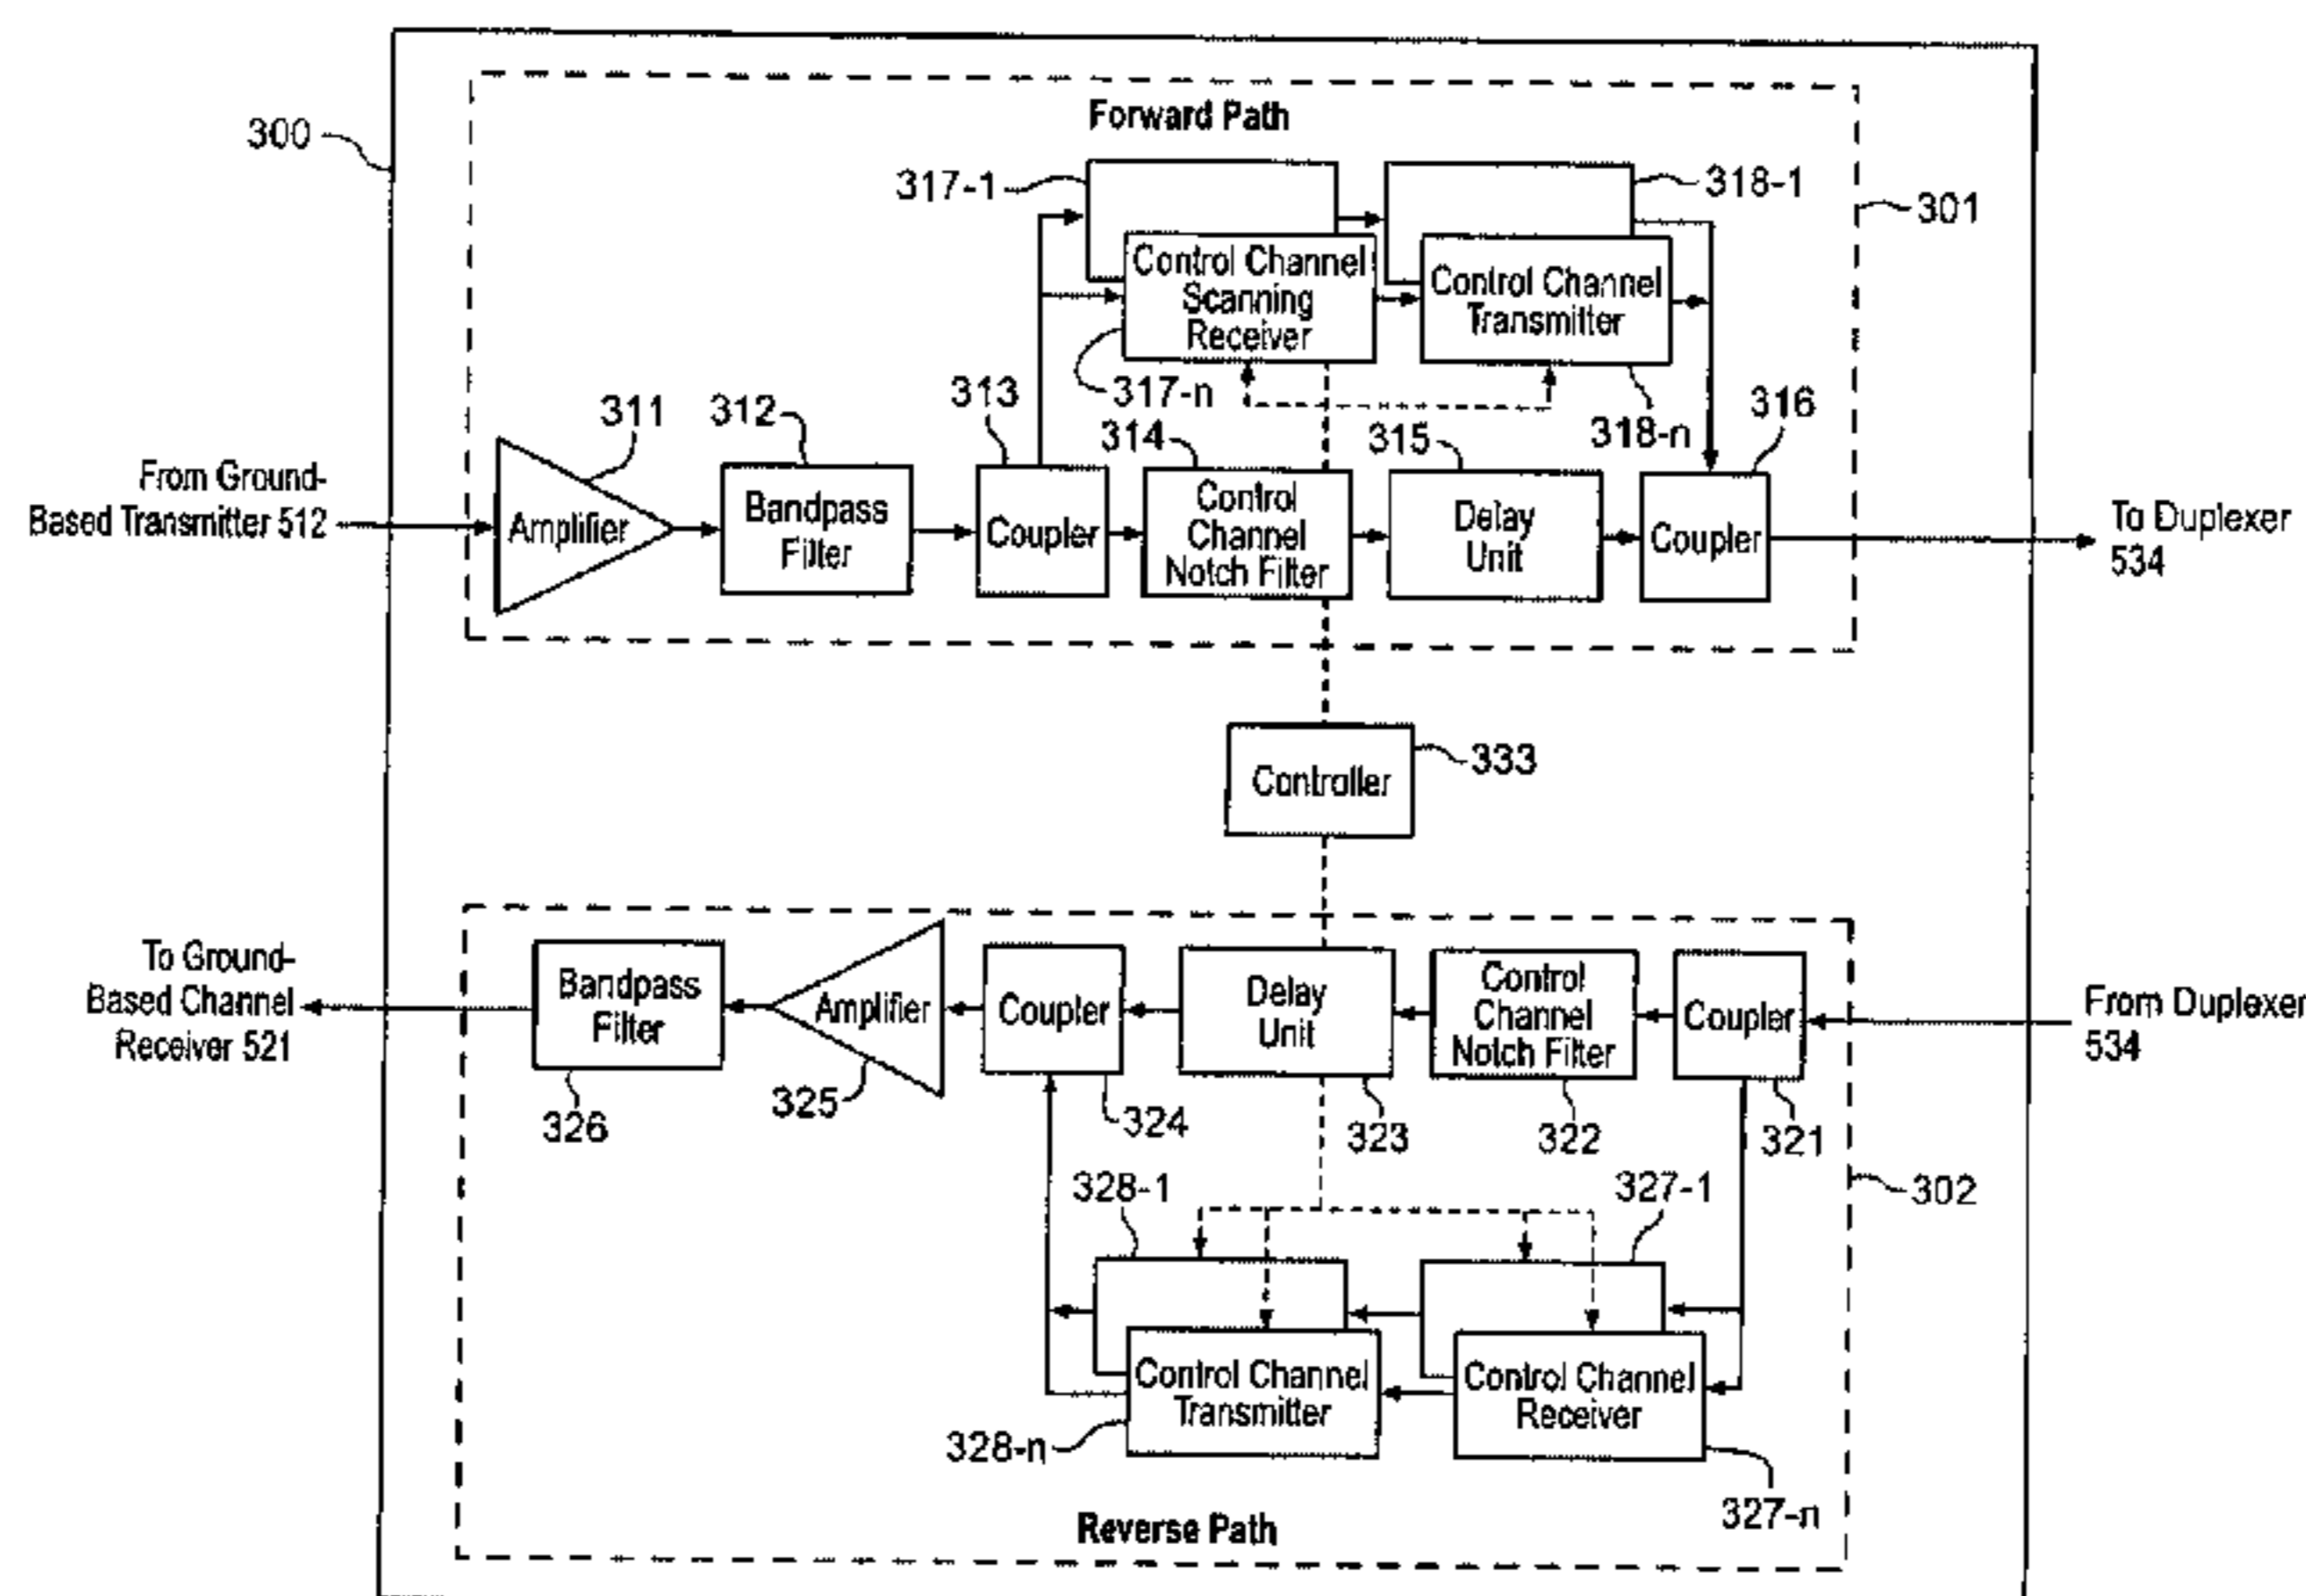 Forward Path
300
317-1
318-1
301
Control Channel
Scanning
Receiver
Control Channel
Transmitter
317-n
318-n
311
312
313
314
315
316
From Ground-
Based Transmitter 512
Amplifier
Bandpass
Filter
Coupler
Control
Channel
Notch Filter
Delay
Unit
Coupler
To Duplexer
534
Controller
333
To Ground-
Based Channel
Receiver 521
Bandpass
Filter
Amplifier
Coupler
Delay
Unit
Control
Channel
Notch Filter
Coupler
From Duplexer
534
326
325
324
323
322
321
328-1
327-1
302
Control Channel
Transmitter
Control Channel
Receiver
328-n
327-n
Reverse Path